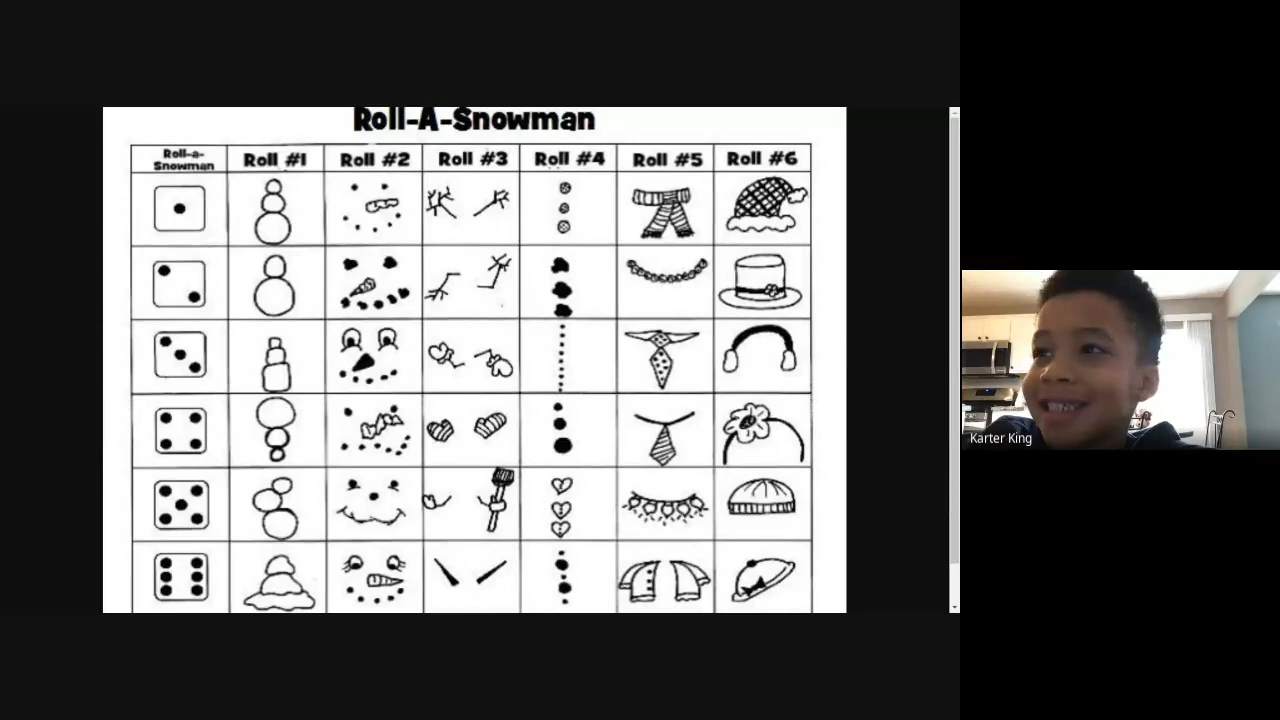 Roll-A-Snowman
Roll-a-
Snowman
Roll #1
Roll #2
Roll #3
Roll #4
Roll #5
Roll #6
Karter King